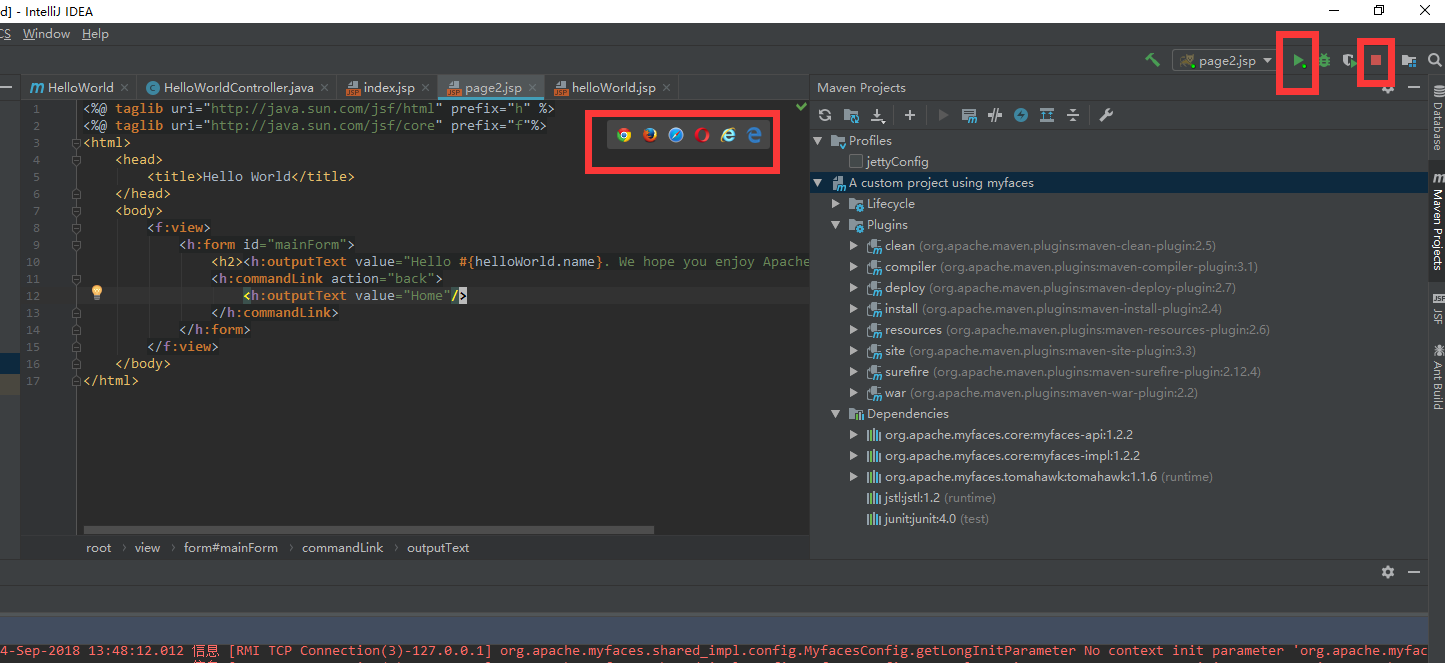 d] - IntelliJ IDEA
CS Window Help
page2.jsp
HelloWorld HelloWorldController.java index.jsp page2.jsp helloWorld.jsp
1 <%@ taglib uri="http://java.sun.com/jsf/html" prefix="h" %>
2 <%@ taglib uri="http://java.sun.com/jsf/core" prefix="f"%>
3 <html>
4 <head>
5 <title>Hello World</title>
6 </head>
7 <body>
8 <f:view>
9 <h:form id="mainForm">
10 <h2><h:outputText value="Hello #{helloWorld.name}. We hope you enjoy Apache
11 <h:commandLink action="back">
12 <h:outputText value="Home"/>
13 </h:commandLink>
14 </h:form>
15 </f:view>
16 </body>
17 </html>
root view form#mainForm commandLink outputText
Maven Projects
Profiles
jettyConfig
A custom project using myfaces
Lifecycle
Plugins
clean (org.apache.maven.plugins:maven-clean-plugin:2.5)
compiler (org.apache.maven.plugins:maven-compiler-plugin:3.1)
deploy (org.apache.maven.plugins:maven-deploy-plugin:2.7)
install (org.apache.maven.plugins:maven-install-plugin:2.4)
resources (org.apache.maven.plugins:maven-resources-plugin:2.6)
site (org.apache.maven.plugins:maven-site-plugin:3.3)
surefire (org.apache.maven.plugins:maven-surefire-plugin:2.12.4)
war (org.apache.maven.plugins:maven-war-plugin:2.2)
Dependencies
org.apache.myfaces.core:myfaces-api:1.2.2
org.apache.myfaces.core:myfaces-impl:1.2.2
org.apache.myfaces.tomahawk:tomahawk:1.1.6 (runtime)
jstl:jstl:1.2 (runtime)
junit:junit:4.0 (test)
Database
Maven Projects
JSF
Ant Build
4-Sep-2018 13:48:12.012 信息 [RMI TCP Connection(3)-127.0.0.1] org.apache.myfaces.shared_impl.config.MyfacesConfig.getLongInitParameter No context init parameter 'org.apache.myfac